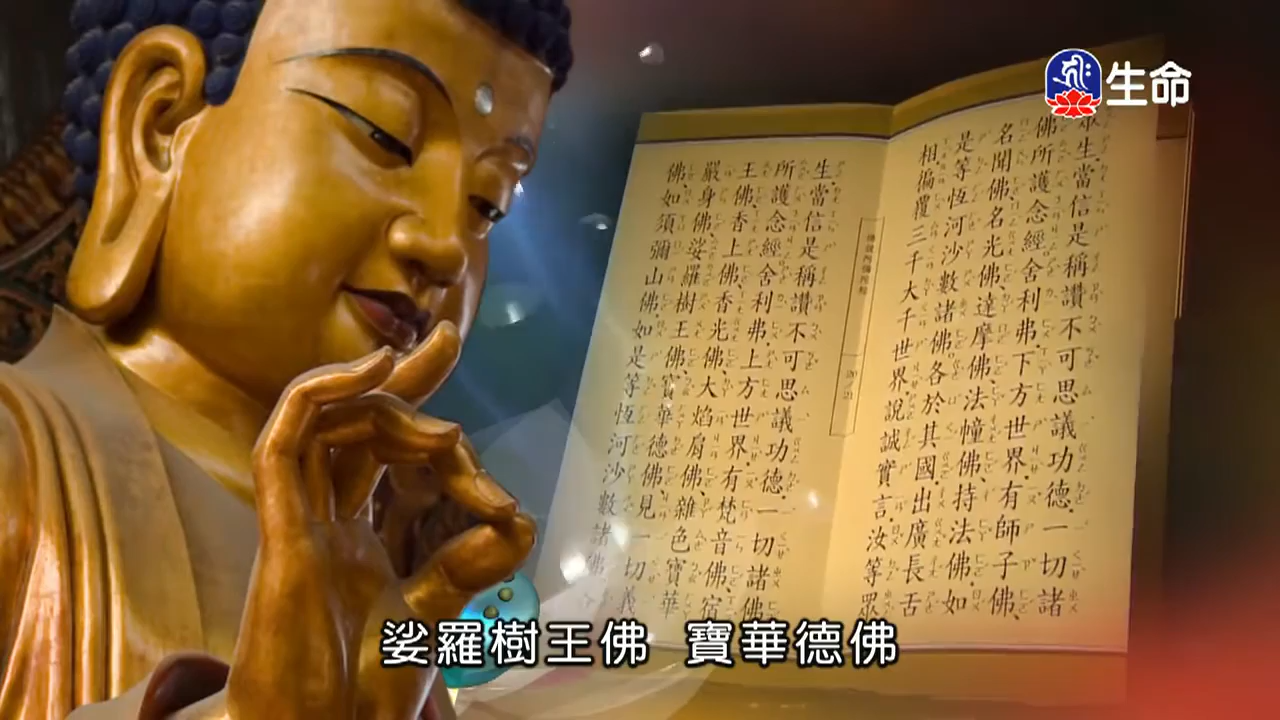 生命
眾生當信是稱讚不可思議功德一切諸
佛所護念經舍利弗下方世界有師子佛、
名聞佛、名光佛、達摩佛、法幢佛、持法佛、如
是等恆河沙數諸佛各於其國出廣長舌
相徧覆三千大千世界說誠實言汝等眾
生當信是稱讚不可思議功德一切諸佛
所護念經舍利弗上方世界有梵音佛、宿
王佛、香上佛、香光佛、大焰肩佛、雜色寶華
嚴身佛、娑羅樹王佛、寶華德佛、見一切義
佛、如須彌山佛如是等恆河沙數諸佛
娑羅樹王佛 寶華德佛